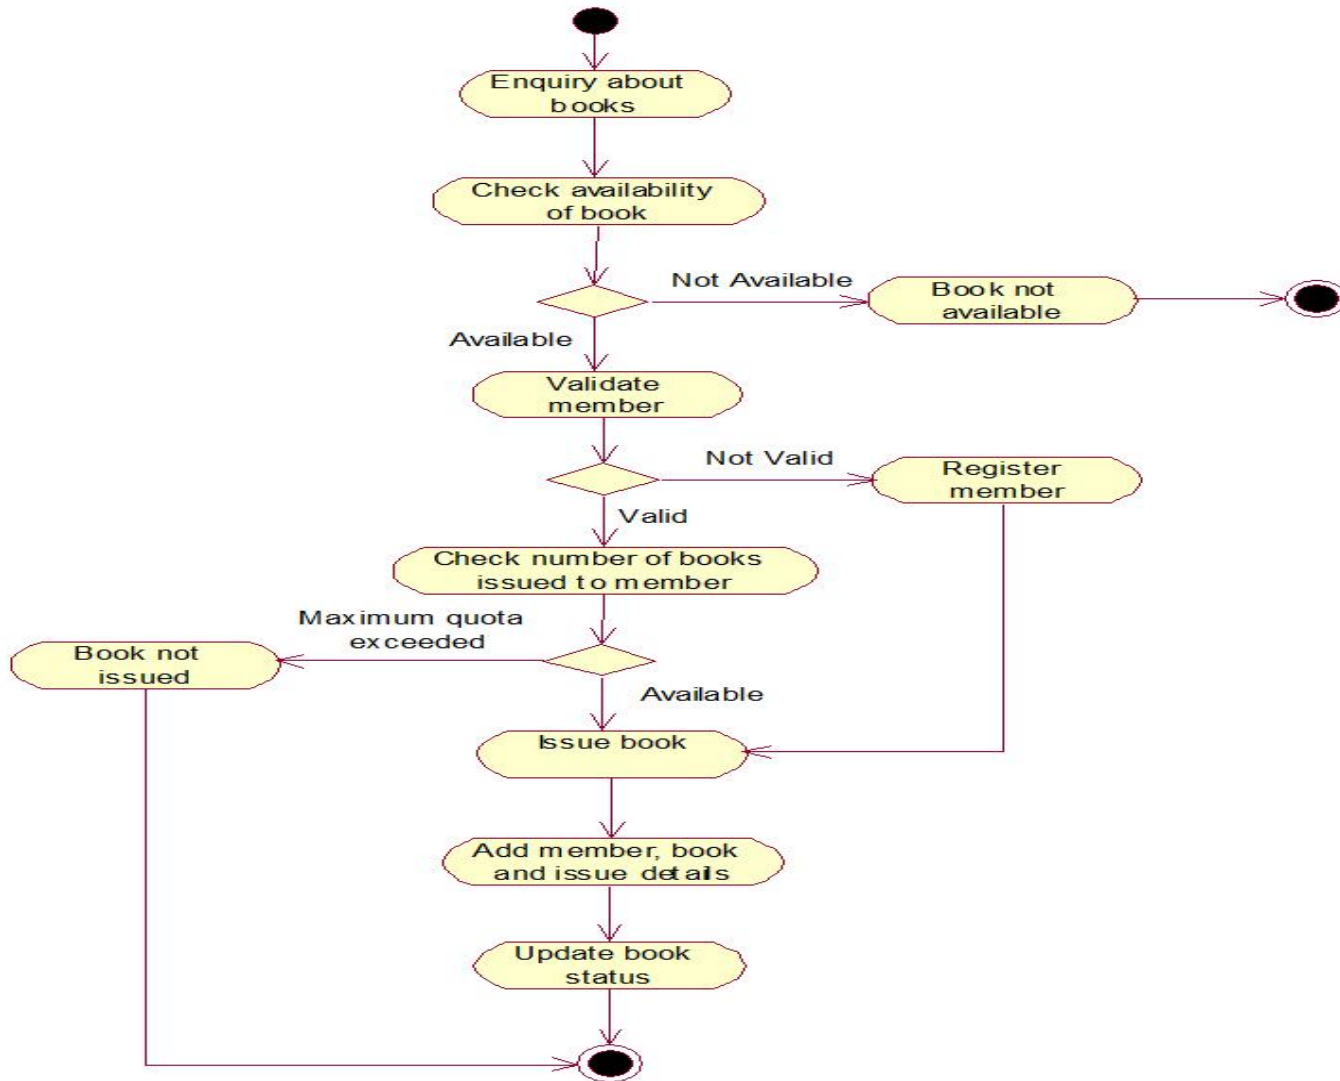 Enquiry about
books
Check availability
of book
Not Available
Book not
available
Available
Validate
member
Not Valid
Register
member
Valid
Check number of books
issued to member
Maximum quota
exceeded
Book not
issued
Available
Issue book
Add member, book
and issue details
Update book
status